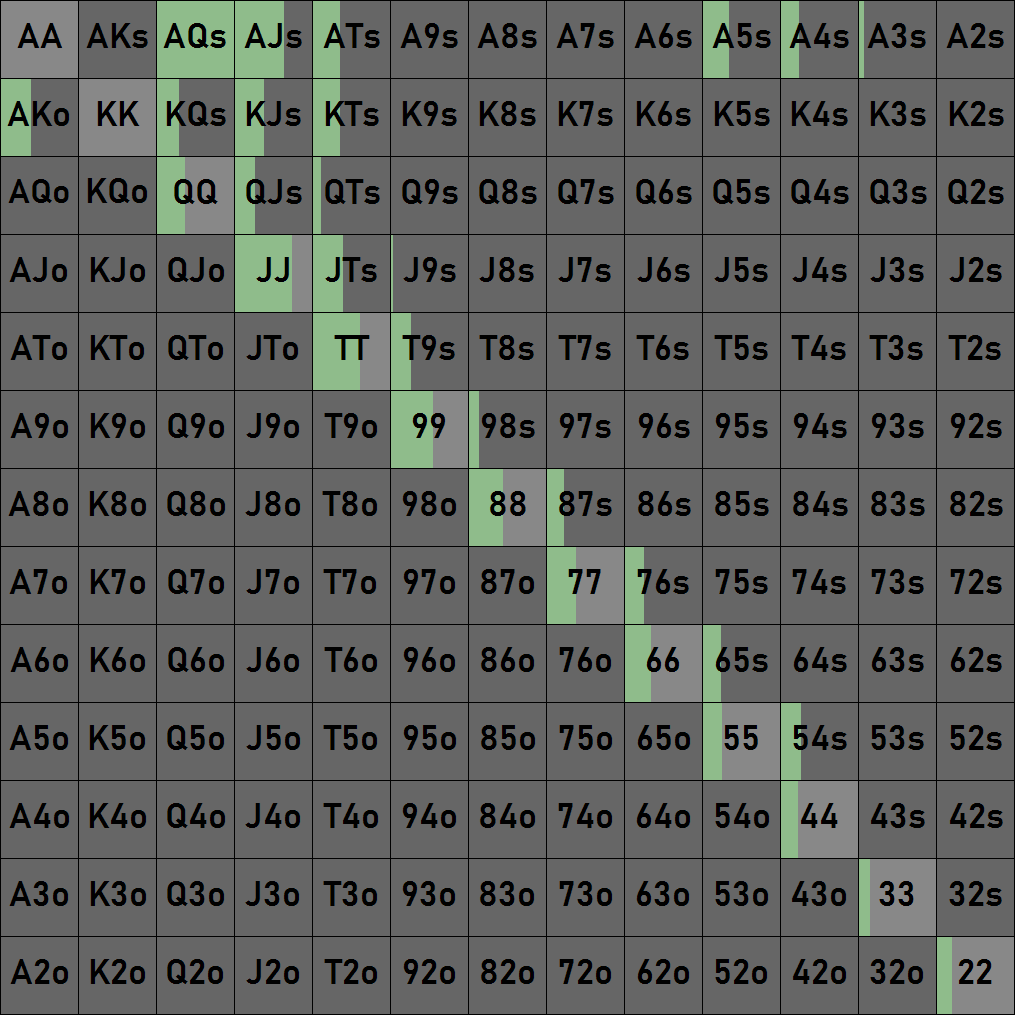 AA AKs AQs AJs ATs A9s A8s A7s A6s A5s A4s A3s A2s
AKo KK KQs KJs KTs K9s K8s K7s K6s K5s K4s K3s K2s
AQo KQo QQ QJs QTs Q9s Q8s Q7s Q6s Q5s Q4s Q3s Q2s
AJo KJo QJo JJ JTs J9s J8s J7s J6s J5s J4s J3s J2s
ATo KTo QTo JTo TT T9s T8s T7s T6s T5s T4s T3s T2s
A9o K9o Q9o J9o T9o 99 98s 97s 96s 95s 94s 93s 92s
A8o K8o Q8o J8o T8o 98o 88 87s 86s 85s 84s 83s 82s
A7o K7o Q7o J7o T7o 97o 87o 77 76s 75s 74s 73s 72s
A6o K6o Q6o J6o T6o 96o 86o 76o 66 65s 64s 63s 62s
A5o K5o Q5o J5o T5o 95o 85o 75o 65o 55 54s 53s 52s
A4o K4o Q4o J4o T4o 94o 84o 74o 64o 54o 44 43s 42s
A3o K3o Q3o J3o T3o 93o 83o 73o 63o 53o 43o 33 32s
A2o K2o Q2o J2o T2o 92o 82o 72o 62o 52o 42o 32o 22